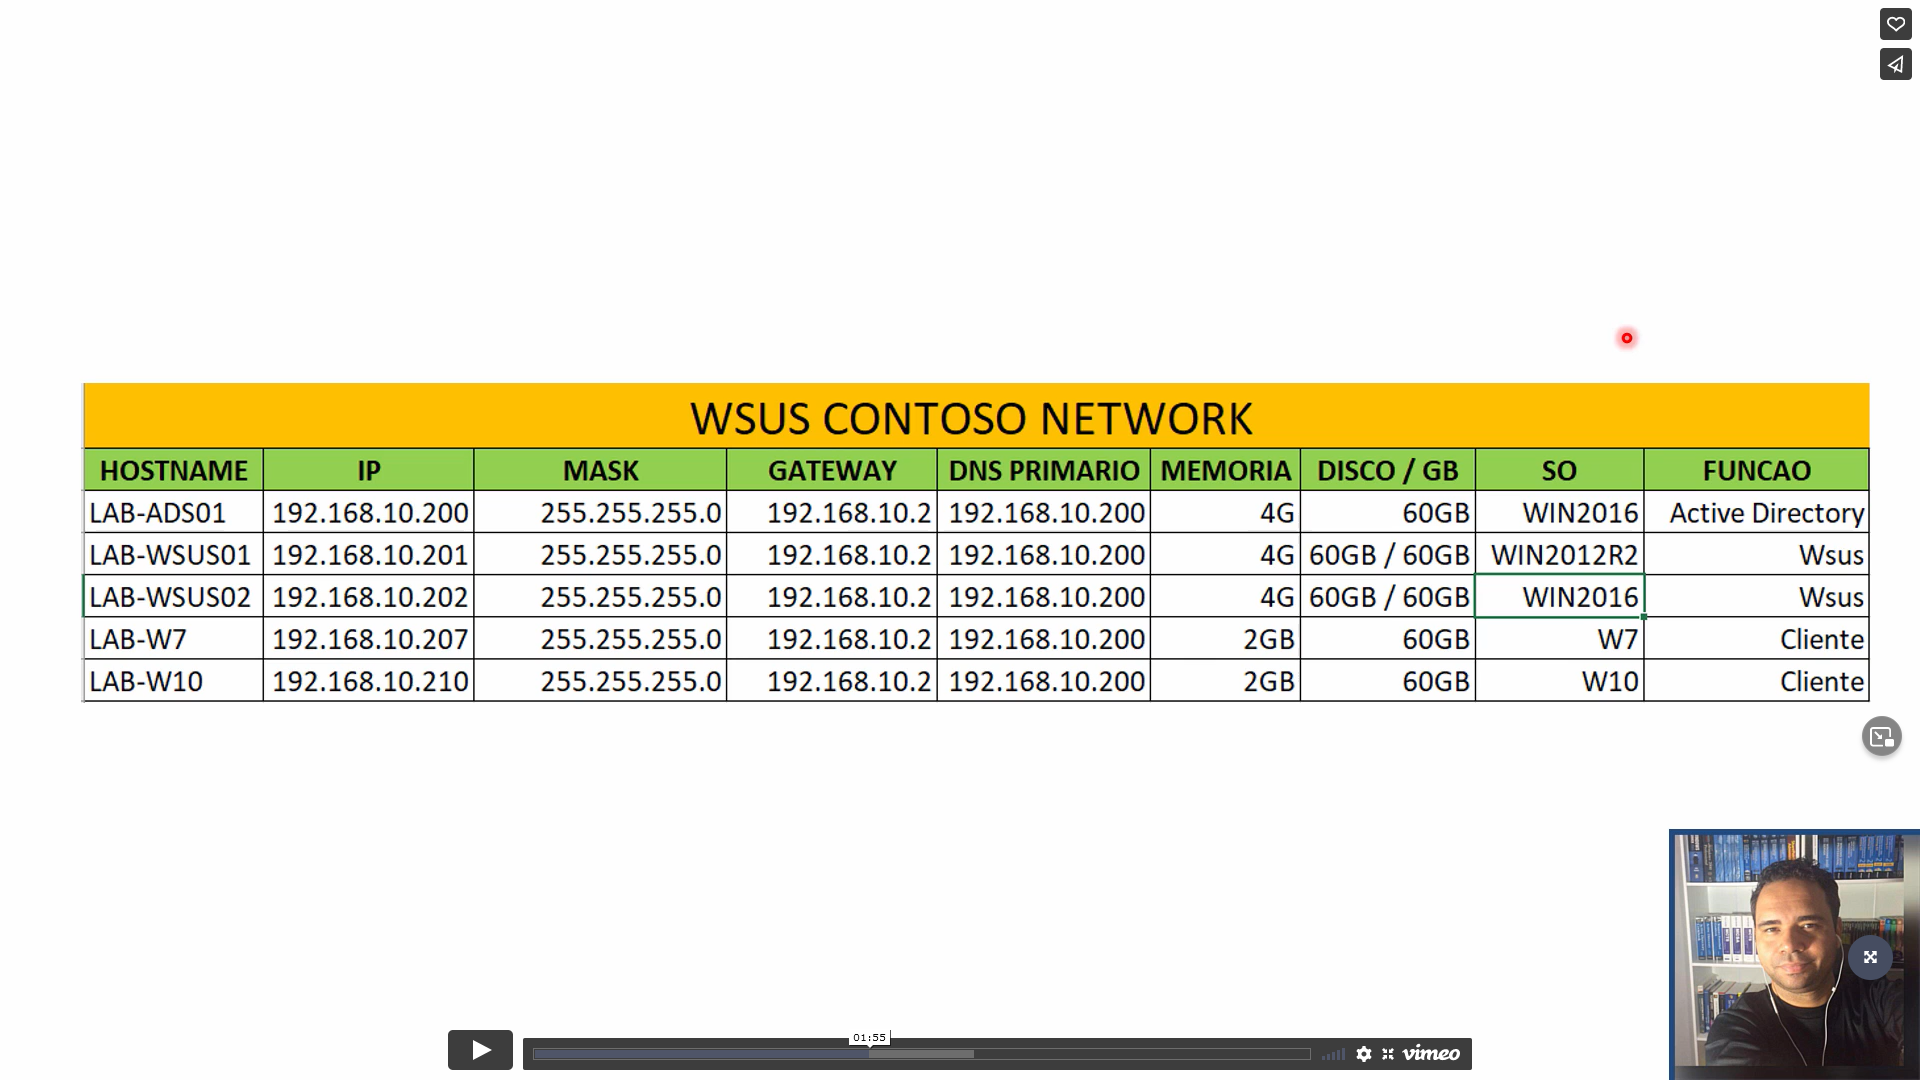 WSUS CONTOSO NETWORK
HOSTNAME IP MASK GATEWAY DNS PRIMARIO MEMORIA DISCO / GB SO FUNCAO
LAB-ADS01 192.168.10.200 255.255.255.0 192.168.10.2 192.168.10.200 4G 60GB WIN2016 Active Directory
LAB-WSUS01 192.168.10.201 255.255.255.0 192.168.10.2 192.168.10.200 4G 60GB / 60GB WIN2012R2 Wsus
LAB-WSUS02 192.168.10.202 255.255.255.0 192.168.10.2 192.168.10.200 4G 60GB / 60GB WIN2016 Wsus
LAB-W7 192.168.10.207 255.255.255.0 192.168.10.2 192.168.10.200 2GB 60GB W7 Cliente
LAB-W10 192.168.10.210 255.255.255.0 192.168.10.2 192.168.10.200 2GB 60GB W10 Cliente
01:55
vimeo